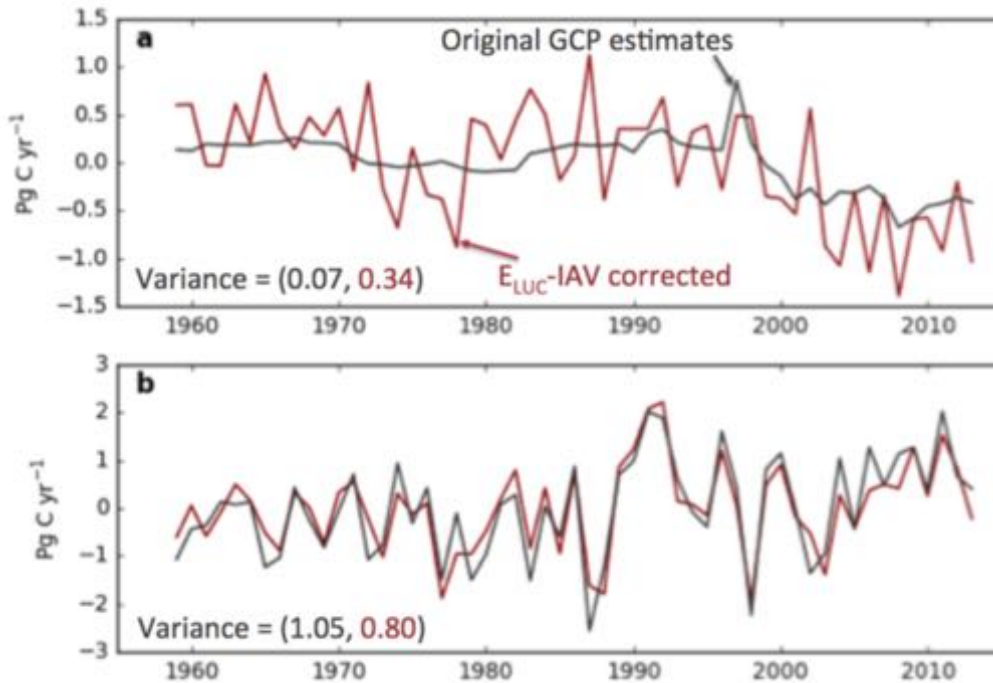 1.5
a
Original GCP estimates
1.0
0.5
0.0
−0.5
−1.0
−1.5
Pg C yr⁻¹
E_LUC-IAV corrected
Variance = (0.07, 0.34)
1960 1970 1980 1990 2000 2010
3
b
2
1
0
−1
−2
−3
Pg C yr⁻¹
Variance = (1.05, 0.80)
1960 1970 1980 1990 2000 2010